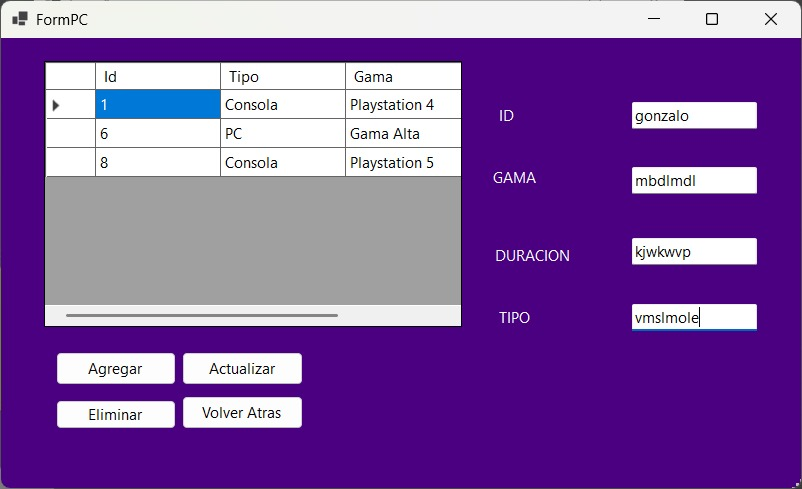 FormPC
Id Tipo Gama
1 Consola Playstation 4
6 PC Gama Alta
8 Consola Playstation 5
ID gonzalo
GAMA mbdlmdl
DURACION kjwkwvp
TIPO vmslmole
Agregar Actualizar
Eliminar Volver Atras